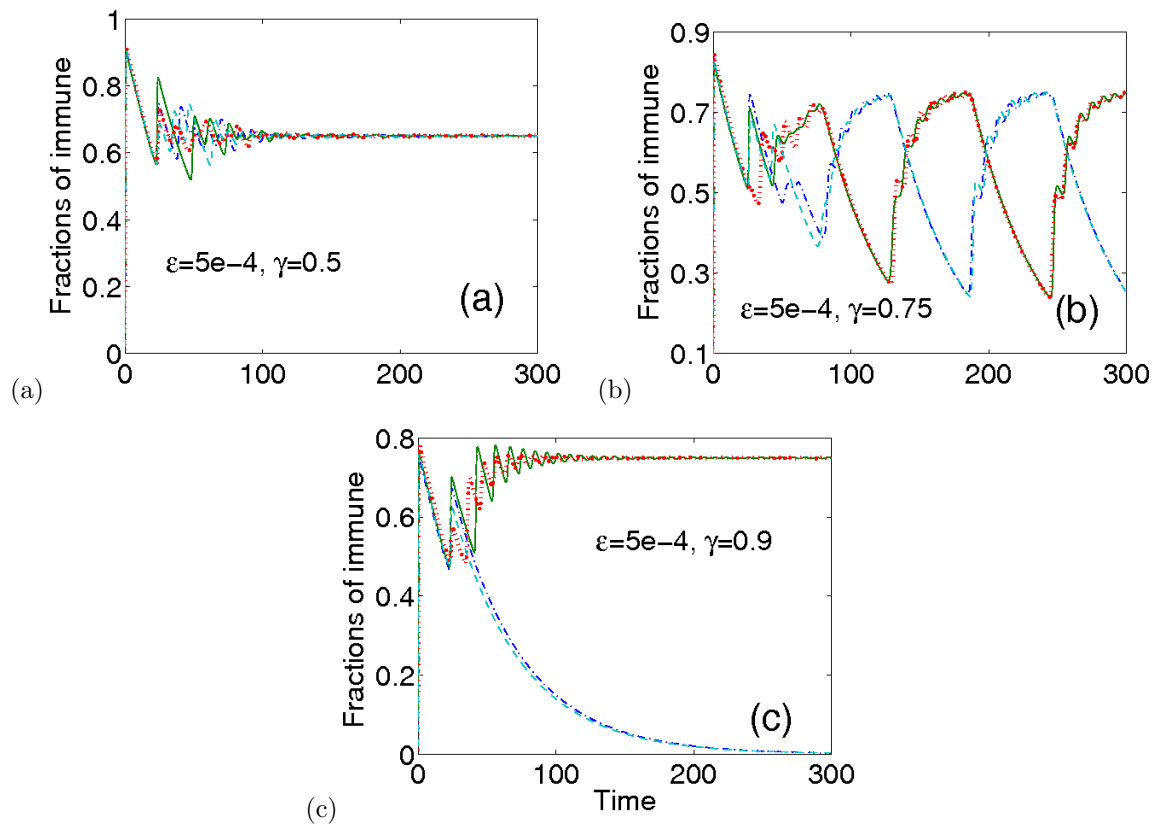 1
0.8
0.6
0.4
0.2
0
0 100 200 300
Fractions of immune
ε=5e−4, γ=0.5
(a)
(a)
0.9
0.7
0.5
0.3
0.1
0 100 200 300
Fractions of immune
ε=5e−4, γ=0.75
(b)
(b)
0.8
0.6
0.4
0.2
0
0 100 200 300
Fractions of immune
ε=5e−4, γ=0.9
(c)
Time
(c)